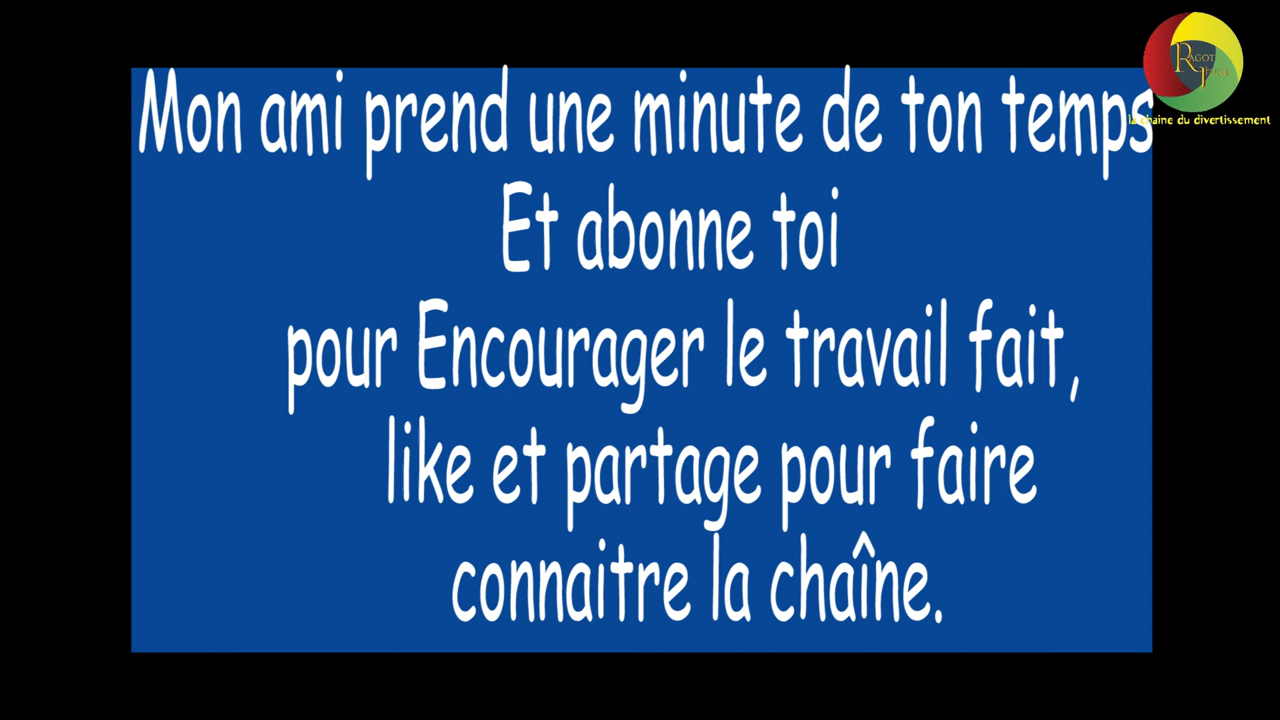 Mon ami prend une minute de ton temps
Et abonne toi
pour Encourager le travail fait,
like et partage pour faire
connaitre la chaîne.
RAGOT
la chaine du divertissement